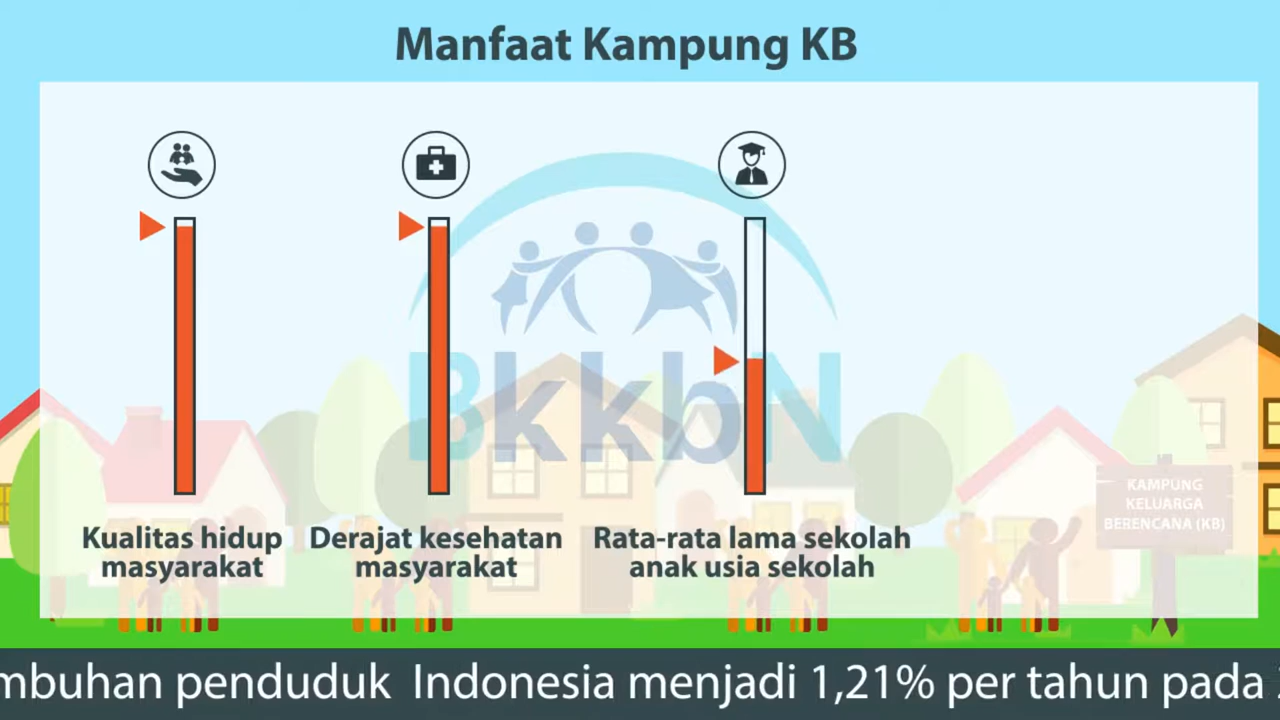 Manfaat Kampung KB
BkkbN
KAMPUNG
KELUARGA
BERENCANA (KB)
Kualitas hidup
masyarakat
Derajat kesehatan
masyarakat
Rata-rata lama sekolah
anak usia sekolah
mbuhan penduduk Indonesia menjadi 1,21% per tahun pada